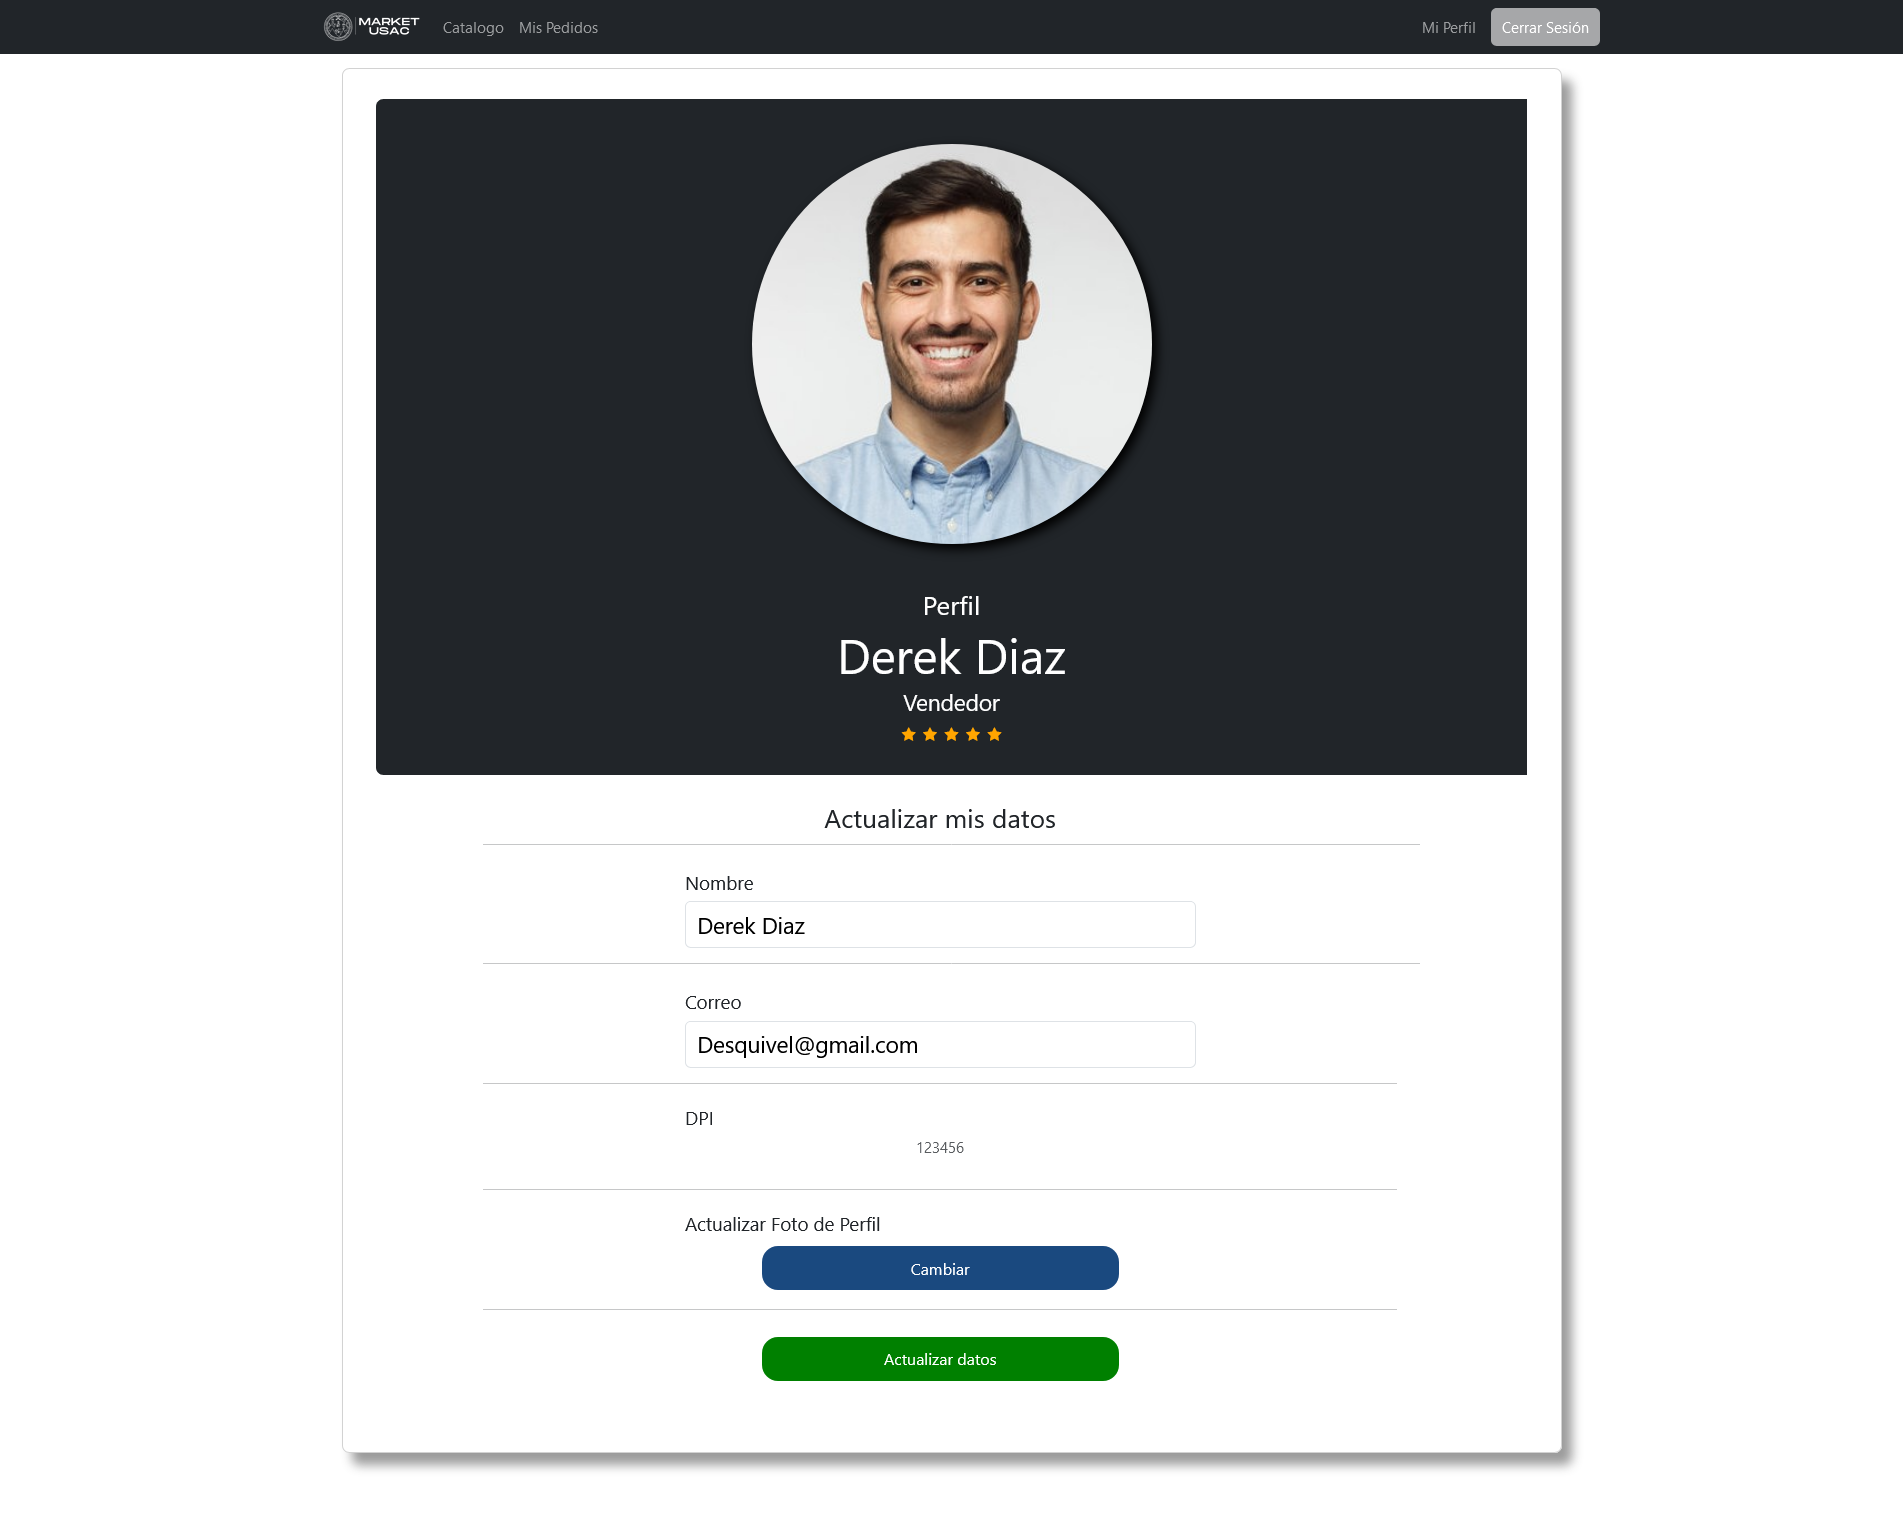 MARKET
USAC
Catalogo
Mis Pedidos
Mi Perfil
Cerrar Sesión
Perfil
Derek Diaz
Vendedor
Actualizar mis datos
Nombre
Derek Diaz
Correo
Desquivel@gmail.com
DPI
123456
Actualizar Foto de Perfil
Cambiar
Actualizar datos